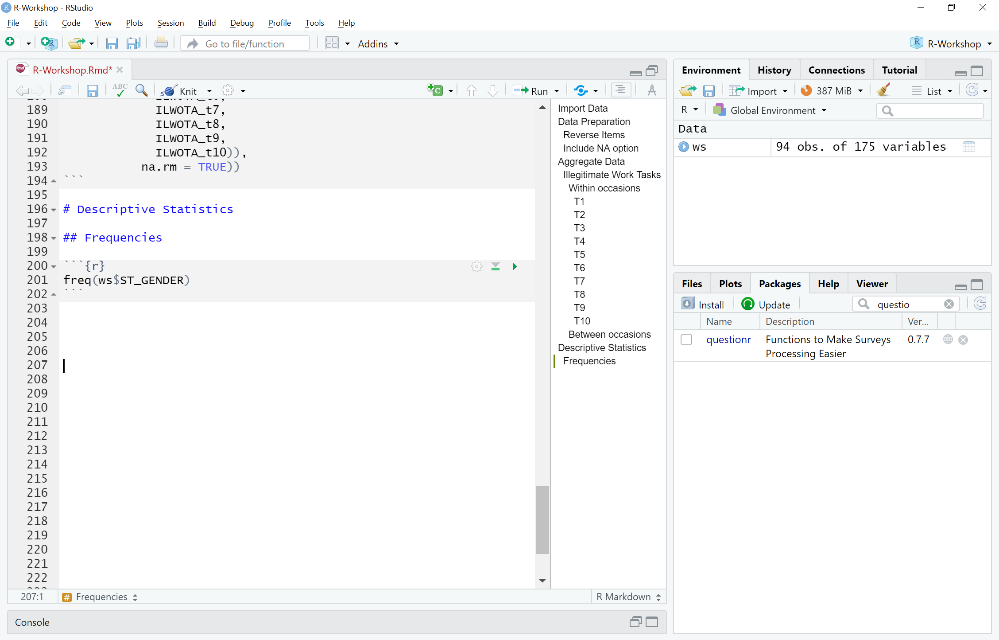 R-Workshop - RStudio
File Edit Code View Plots Session Build Debug Profile Tools Help
Go to file/function Addins R-Workshop
R-Workshop.Rmd*
ABC Knit Run
189 ILWOTA_t7,
190 ILWOTA_t8,
191 ILWOTA_t9,
192 ILWOTA_t10)),
193 na.rm = TRUE))
194 ```
195
196 # Descriptive Statistics
197
198 ## Frequencies
199
200 ```{r}
201 freq(ws$ST_GENDER)
202 ```
203
204
205
206
207
208
209
210
211
212
213
214
215
216
217
218
219
220
221
222
207:1 # Frequencies R Markdown
Console
Import Data
Data Preparation
Reverse Items
Include NA option
Aggregate Data
Illegitimate Work Tasks
Within occasions
T1
T2
T3
T4
T5
T6
T7
T8
T9
T10
Between occasions
Descriptive Statistics
Frequencies
Environment History Connections Tutorial
Import 387 MiB List
R Global Environment
Data
ws 94 obs. of 175 variables
Files Plots Packages Help Viewer
Install Update questio
Name Description Ver...
questionr Functions to Make Surveys 0.7.7
Processing Easier